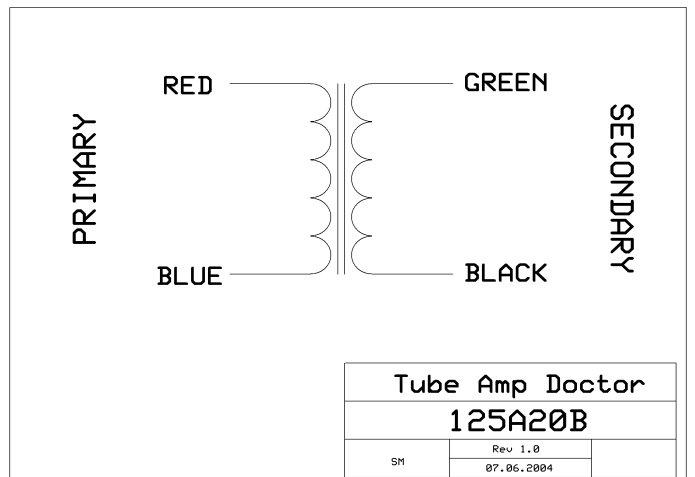 RED
GREEN
PRIMARY
SECONDARY
BLUE
BLACK
Tube Amp Doctor
125A20B
SM
Rev 1.0
07.06.2004